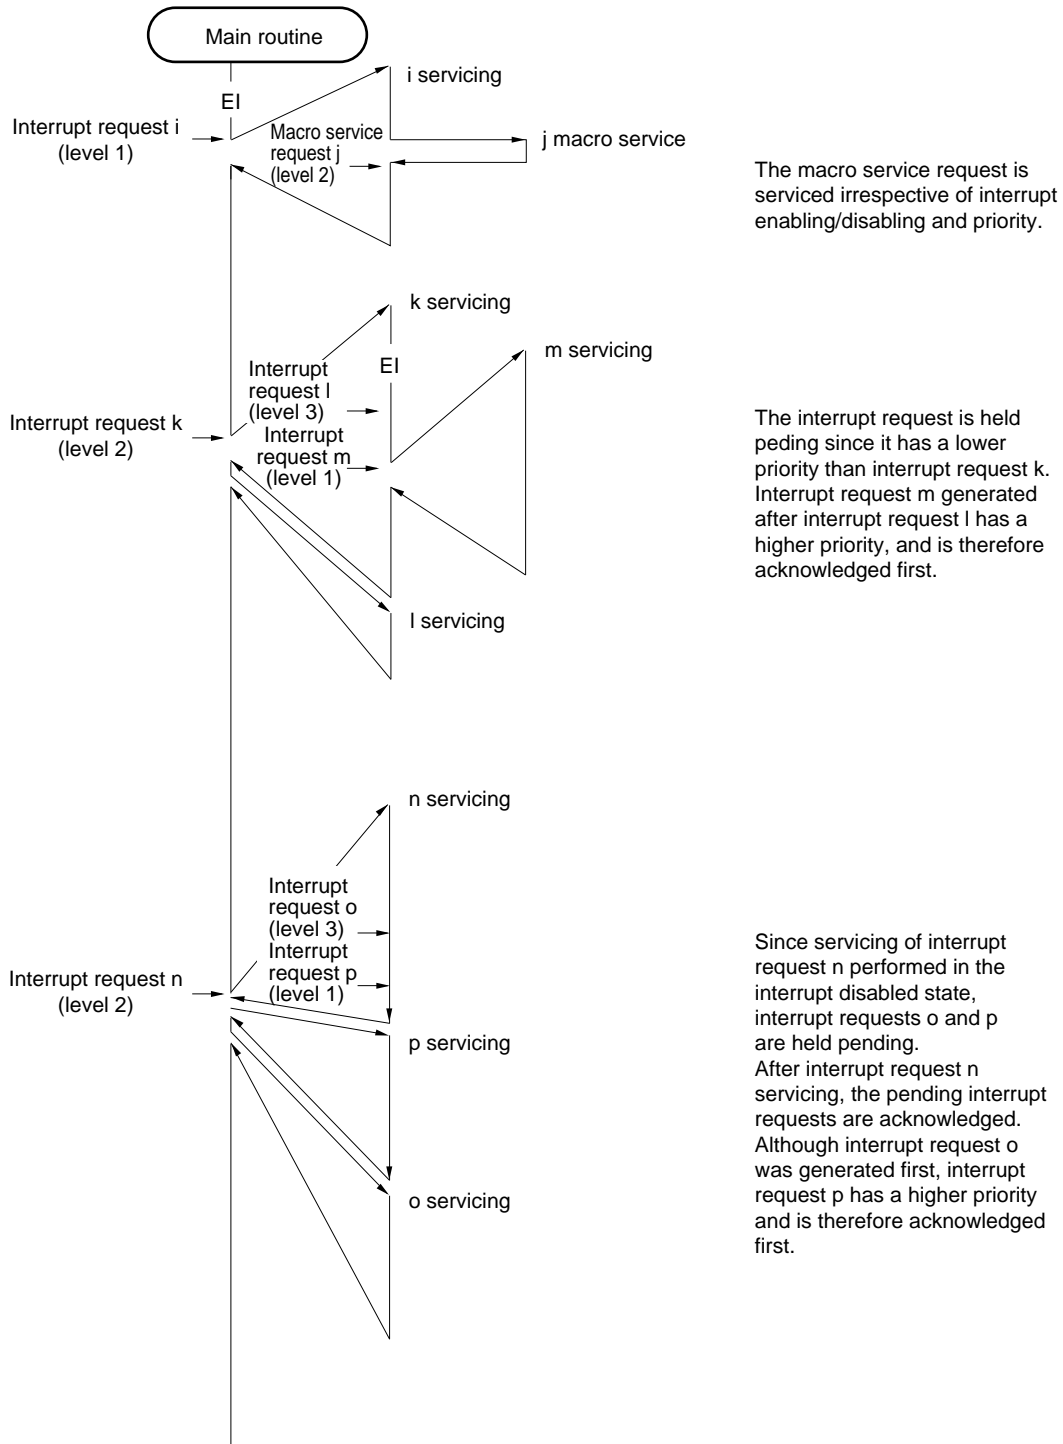 Main routine
EI
i servicing
Interrupt request i
(level 1)
Macro service
request j
(level 2)
j macro service
The macro service request is
serviced irrespective of interrupt
enabling/disabling and priority.
k servicing
EI
m servicing
Interrupt
request l
(level 3)
Interrupt request k
(level 2)
Interrupt
request m
(level 1)
The interrupt request is held
peding since it has a lower
priority than interrupt request k.
Interrupt request m generated
after interrupt request l has a
higher priority, and is therefore
acknowledged first.
l servicing
n servicing
Interrupt
request o
(level 3)
Interrupt
request p
(level 1)
Interrupt request n
(level 2)
p servicing
Since servicing of interrupt
request n performed in the
interrupt disabled state,
interrupt requests o and p
are held pending.
After interrupt request n
servicing, the pending interrupt
requests are acknowledged.
Although interrupt request o
was generated first, interrupt
request p has a higher priority
and is therefore acknowledged
first.
o servicing